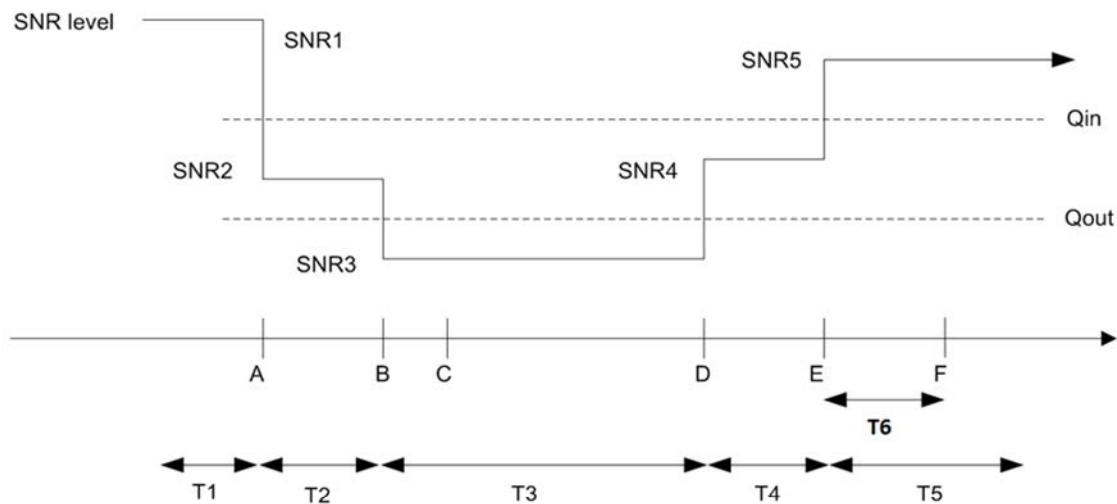 SNR level
SNR1
SNR5
Qin
SNR2
SNR4
Qout
SNR3
A B C D E F
T6
T1 T2 T3 T4 T5